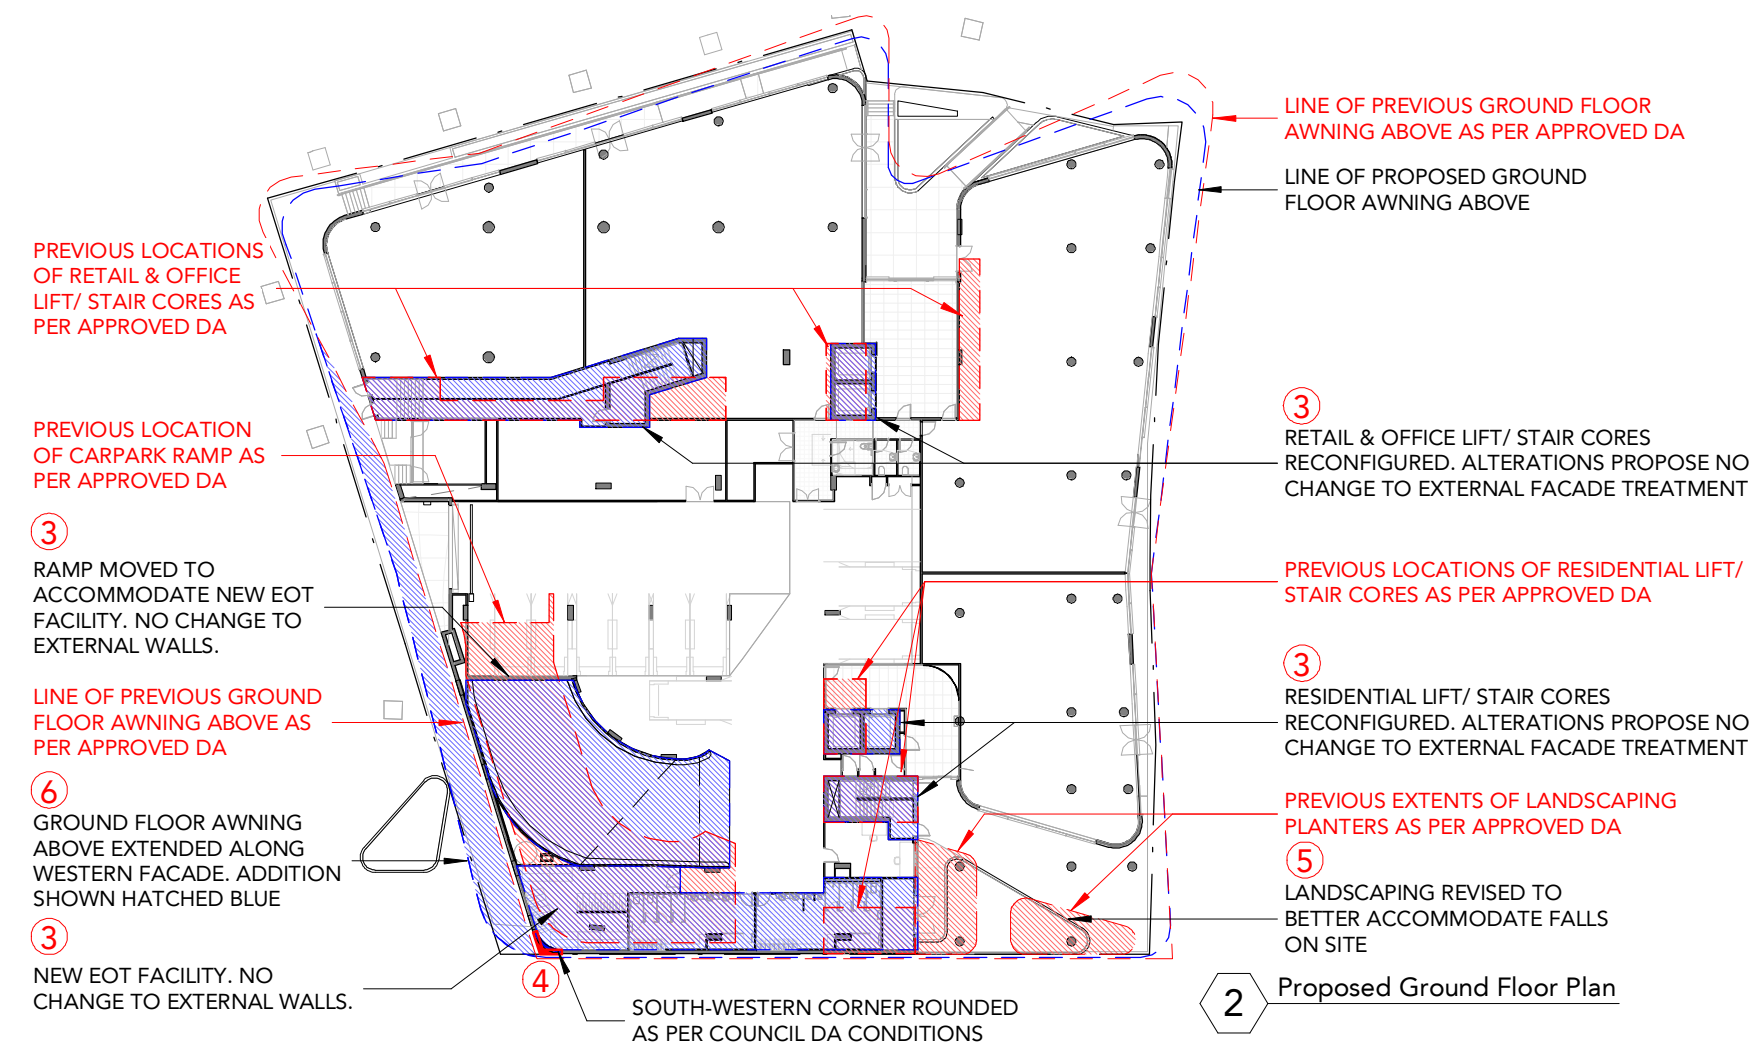 PREVIOUS LOCATIONS
OF RETAIL & OFFICE
LIFT/ STAIR CORES AS
PER APPROVED DA
PREVIOUS LOCATION
OF CARPARK RAMP AS
PER APPROVED DA
3
RAMP MOVED TO
ACCOMMODATE NEW EOT
FACILITY. NO CHANGE TO
EXTERNAL WALLS.
LINE OF PREVIOUS GROUND
FLOOR AWNING ABOVE AS
PER APPROVED DA
6
GROUND FLOOR AWNING
ABOVE EXTENDED ALONG
WESTERN FACADE. ADDITION
SHOWN HATCHED BLUE
3
NEW EOT FACILITY. NO
CHANGE TO EXTERNAL WALLS.
4
SOUTH-WESTERN CORNER ROUNDED
AS PER COUNCIL DA CONDITIONS
LINE OF PREVIOUS GROUND FLOOR
AWNING ABOVE AS PER APPROVED DA
LINE OF PROPOSED GROUND
FLOOR AWNING ABOVE
3
RETAIL & OFFICE LIFT/ STAIR CORES
RECONFIGURED. ALTERATIONS PROPOSE NO
CHANGE TO EXTERNAL FACADE TREATMENT
PREVIOUS LOCATIONS OF RESIDENTIAL LIFT/
STAIR CORES AS PER APPROVED DA
3
RESIDENTIAL LIFT/ STAIR CORES
RECONFIGURED. ALTERATIONS PROPOSE NO
CHANGE TO EXTERNAL FACADE TREATMENT
PREVIOUS EXTENTS OF LANDSCAPING
PLANTERS AS PER APPROVED DA
5
LANDSCAPING REVISED TO
BETTER ACCOMMODATE FALLS
ON SITE
2
Proposed Ground Floor Plan